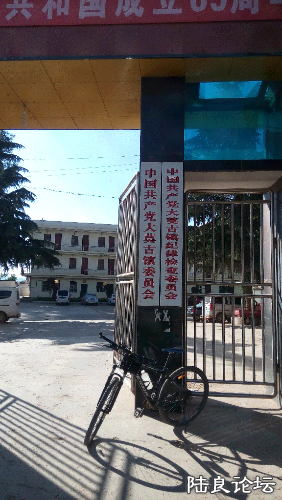 共和国成立65周年
中国共产党大莫古镇委员会
中国共产党大莫古镇纪律检查委员会
陆良论坛